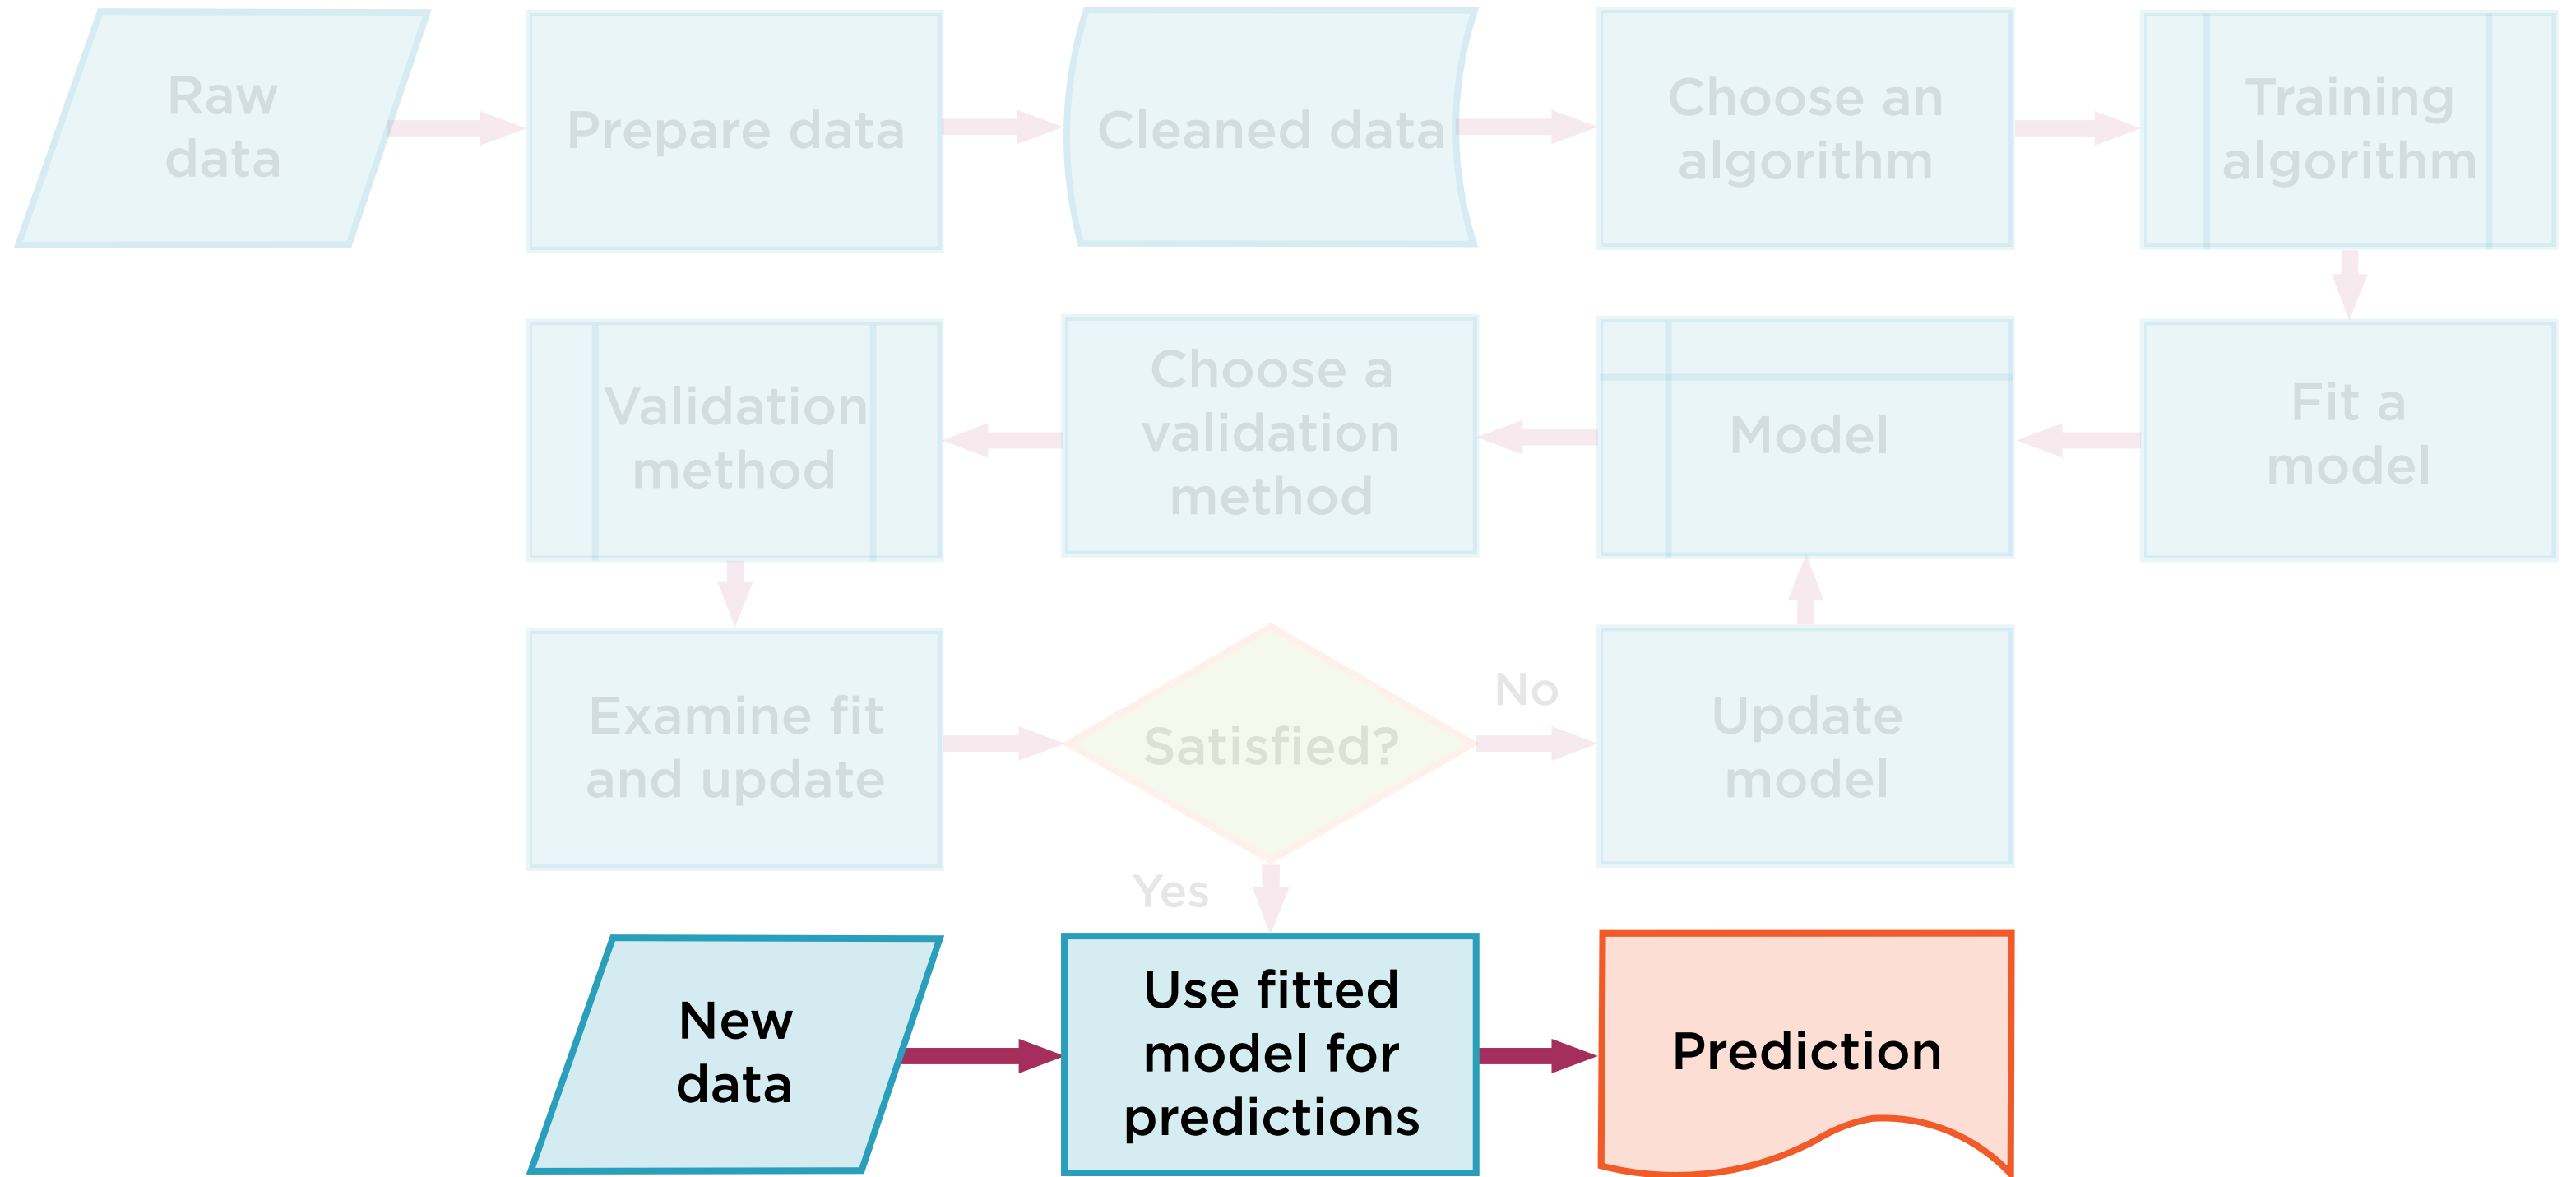 Raw
data
Prepare data
Cleaned data
Choose an
algorithm
Training
algorithm
Validation
method
Choose a
validation
method
Model
Fit a
model
Examine fit
and update
Satisfied?
No
Update
model
Yes
New
data
Use fitted
model for
predictions
Prediction